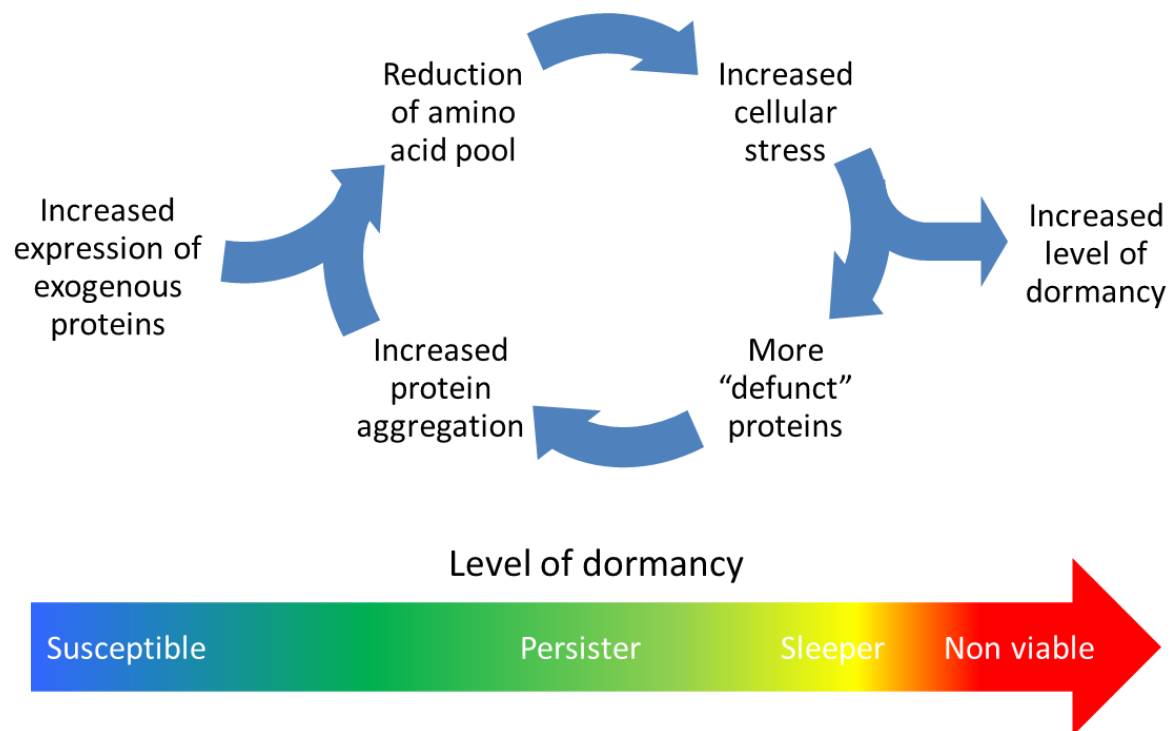 Reduction
of amino
acid pool
Increased
cellular
stress
Increased
expression of
exogenous
proteins
Increased
level of
dormancy
Increased
protein
aggregation
More
“defunct”
proteins
Level of dormancy
Susceptible
Persister
Sleeper
Non viable